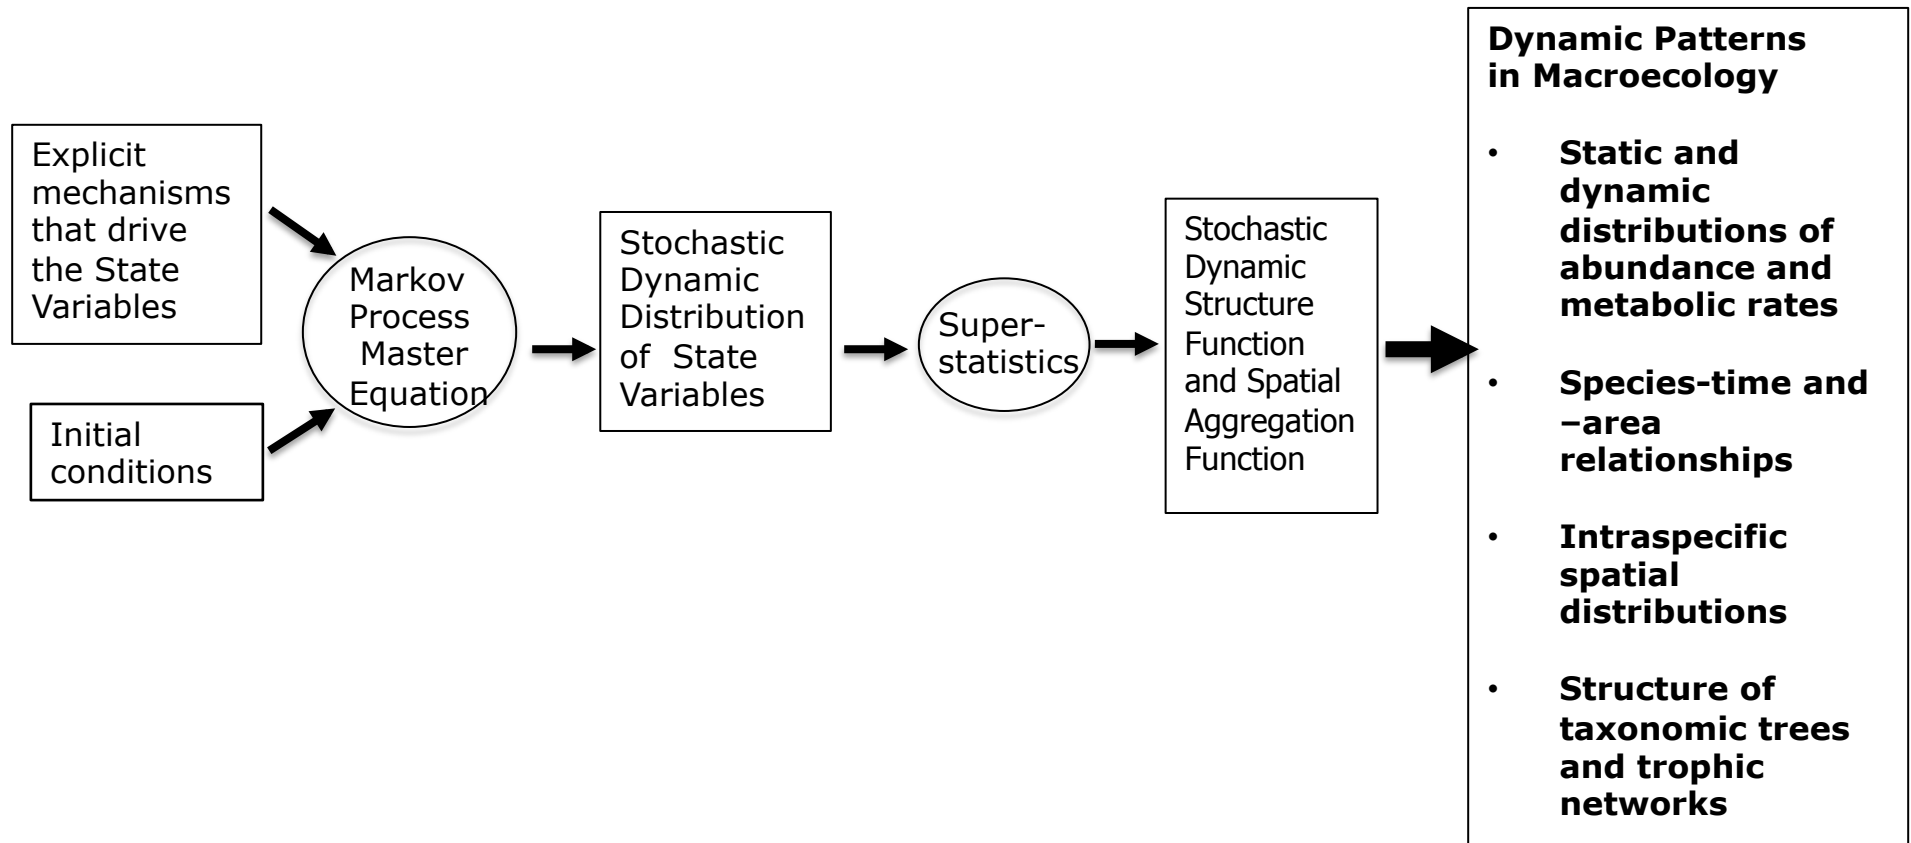 Explicit
mechanisms
that drive
the State
Variables
Initial
conditions
Markov
Process
Master
Equation
Stochastic
Dynamic
Distribution
of State
Variables
Super-
statistics
Stochastic
Dynamic
Structure
Function
and Spatial
Aggregation
Function
Dynamic Patterns
in Macroecology
• Static and
dynamic
distributions of
abundance and
metabolic rates
• Species-time and
–area
relationships
• Intraspecific
spatial
distributions
• Structure of
taxonomic trees
and trophic
networks